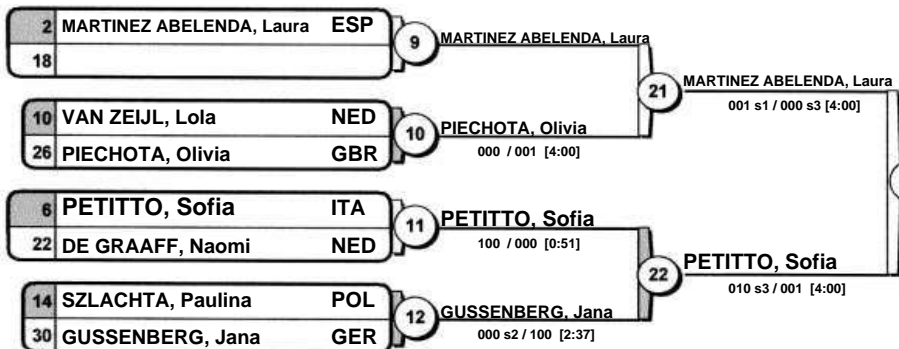 2 MARTINEZ ABELENDA, Laura ESP
18
9
MARTINEZ ABELENDA, Laura
10 VAN ZEIJL, Lola NED
26 PIECHOTA, Olivia GBR
10
PIECHOTA, Olivia
000 / 001 [4:00]
21
MARTINEZ ABELENDA, Laura
001 s1 / 000 s3 [4:00]
6 PETITTO, Sofia ITA
22 DE GRAAFF, Naomi NED
11
PETITTO, Sofia
100 / 000 [0:51]
14 SZLACHTA, Paulina POL
30 GUSSENBERG, Jana GER
12
GUSSENBERG, Jana
000 s2 / 100 [2:37]
22
PETITTO, Sofia
010 s3 / 001 [4:00]